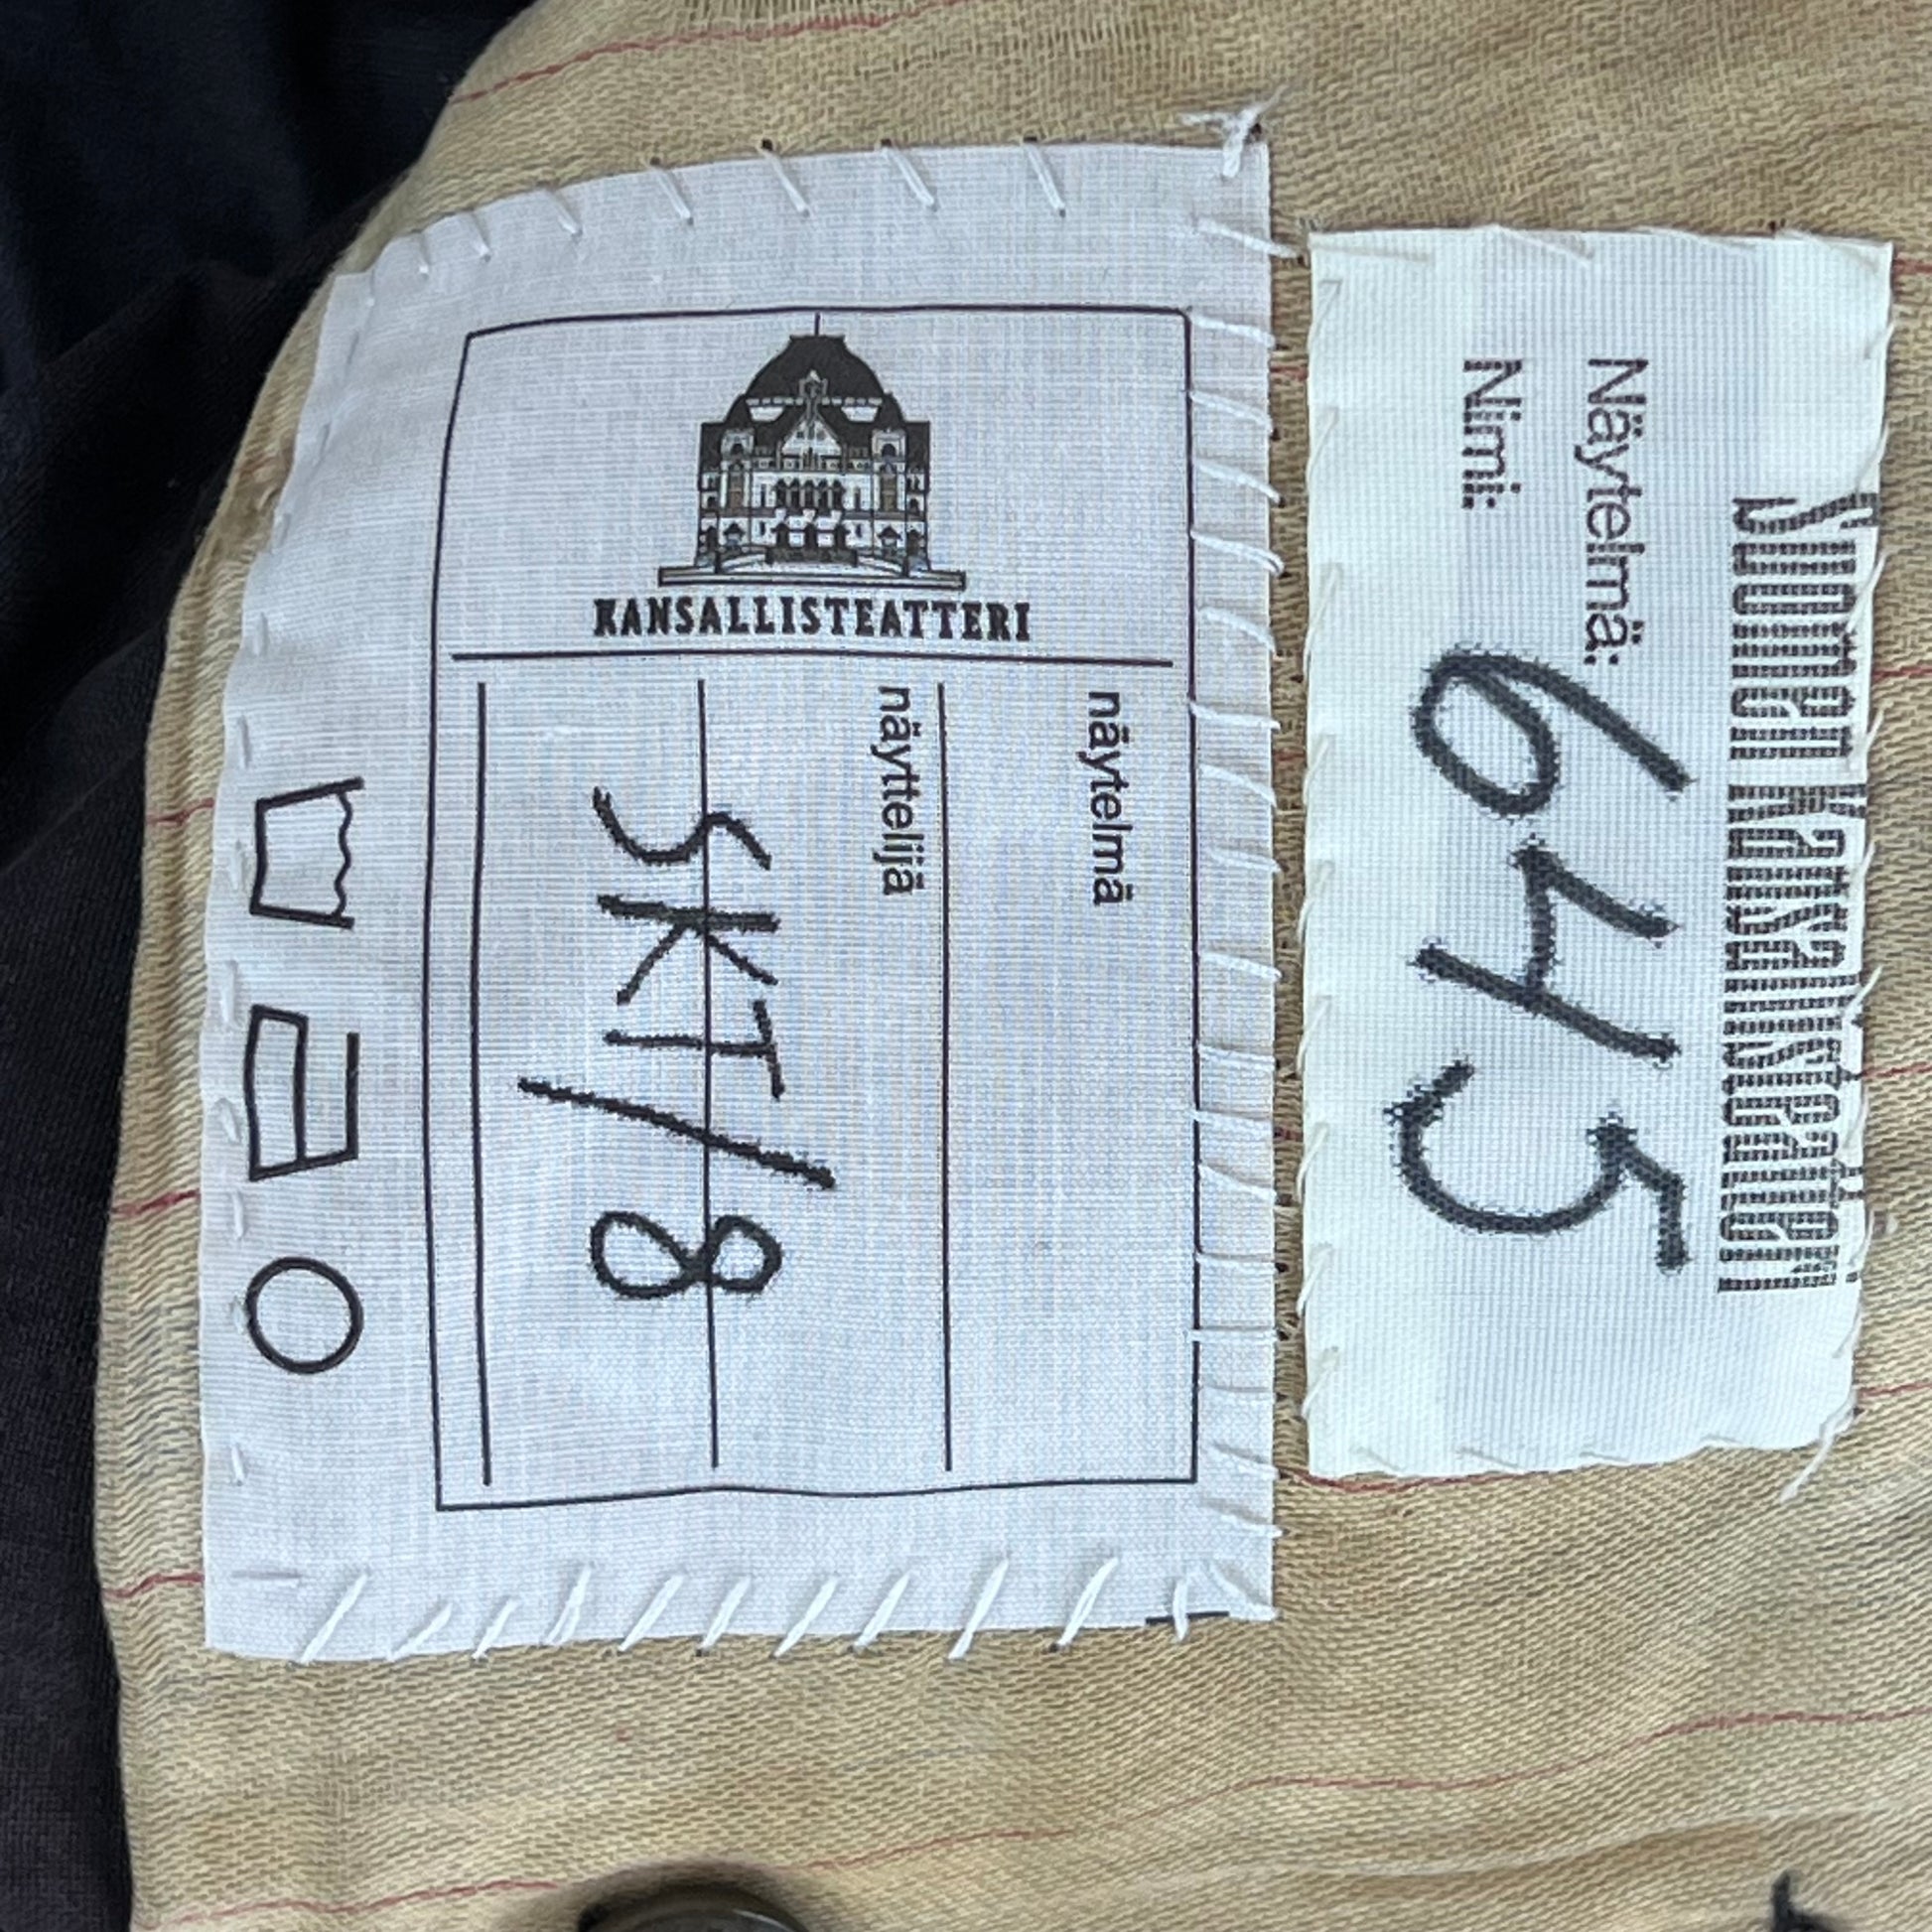 KANSALLISTEATTERI
näytelmä
näyttelijä
SKT/8
Suomen Kansallisteatteri
Näytelmä:
Nimi:
645